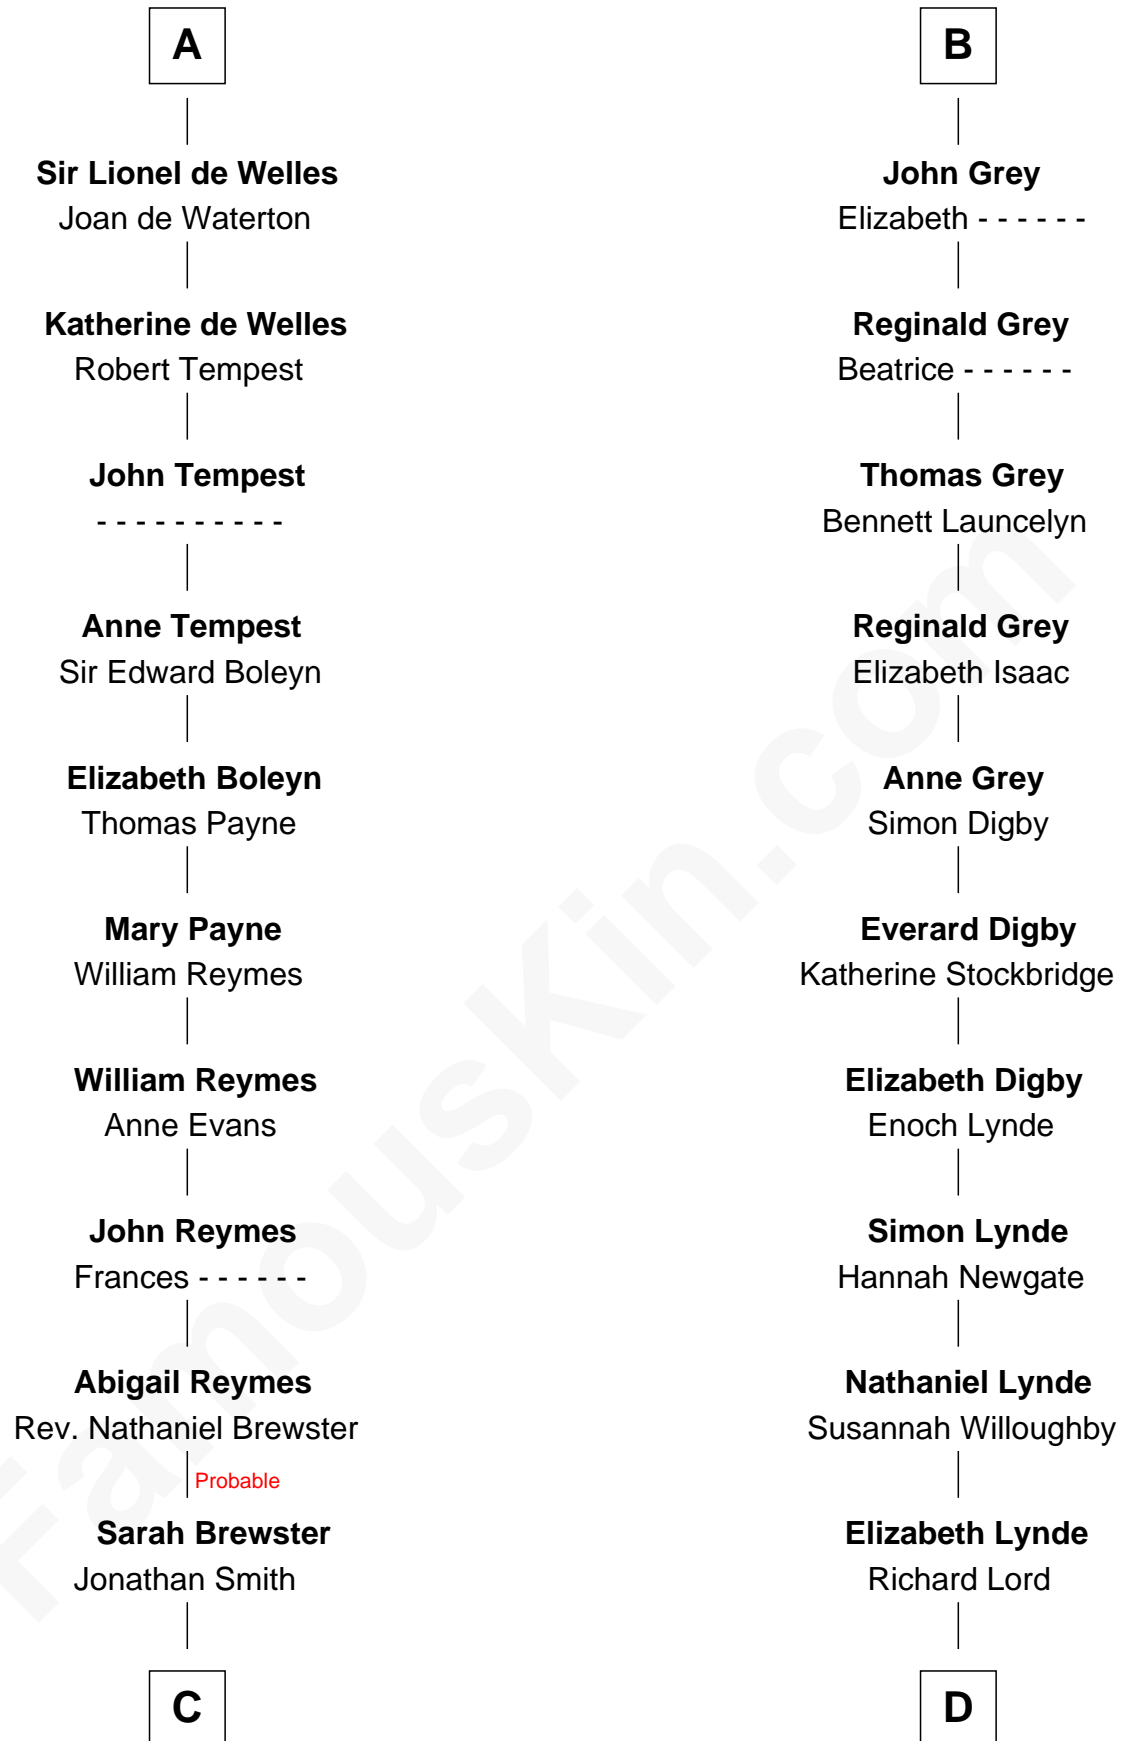 A
Sir Lionel de Welles
Joan de Waterton
Katherine de Welles
Robert Tempest
John Tempest
- - - - - - - - - -
Anne Tempest
Sir Edward Boleyn
Elizabeth Boleyn
Thomas Payne
Mary Payne
William Reymes
William Reymes
Anne Evans
John Reymes
Frances - - - - - -
Abigail Reymes
Rev. Nathaniel Brewster
Probable
Sarah Brewster
Jonathan Smith
C
B
John Grey
Elizabeth - - - - - -
Reginald Grey
Beatrice - - - - - -
Thomas Grey
Bennett Launcelyn
Reginald Grey
Elizabeth Isaac
Anne Grey
Simon Digby
Everard Digby
Katherine Stockbridge
Elizabeth Digby
Enoch Lynde
Simon Lynde
Hannah Newgate
Nathaniel Lynde
Susannah Willoughby
Elizabeth Lynde
Richard Lord
D
FamousKin.com